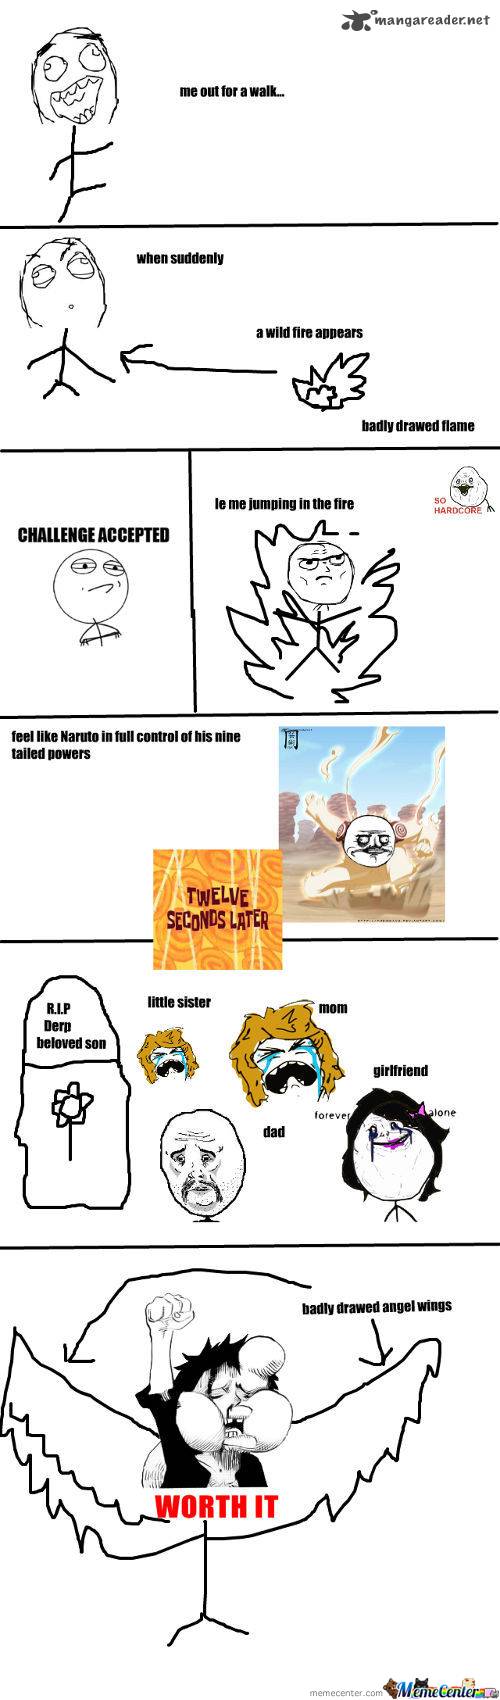 mangareader.net
me out for a walk...
when suddenly
a wild fire appears
badly drawed flame
CHALLENGE ACCEPTED
le me jumping in the fire
SO
HARDCORE
feel like Naruto in full control of his nine
tailed powers
TWELVE
SECONDS LATER
R.I.P
Derp
beloved son
little sister
mom
girlfriend
dad
forever
alone
badly drawed angel wings
WORTH IT
memecenter.com
MemeCenter